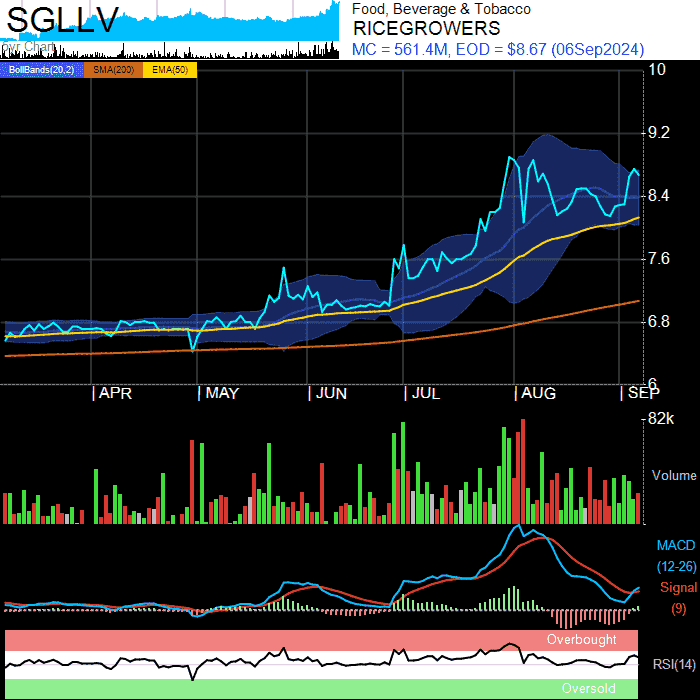 SGLLV
Food, Beverage & Tobacco
RICEGROWERS
MC = 561.4M, EOD = $8.67 (06Sep2024)
BollBands(20,2) SMA(200) EMA(50)
10
9.2
8.4
7.6
6.8
6
APR MAY JUN JUL AUG SEP
82k
Volume
MACD
(12-26)
Signal
(9)
Overbought
RSI(14)
Oversold